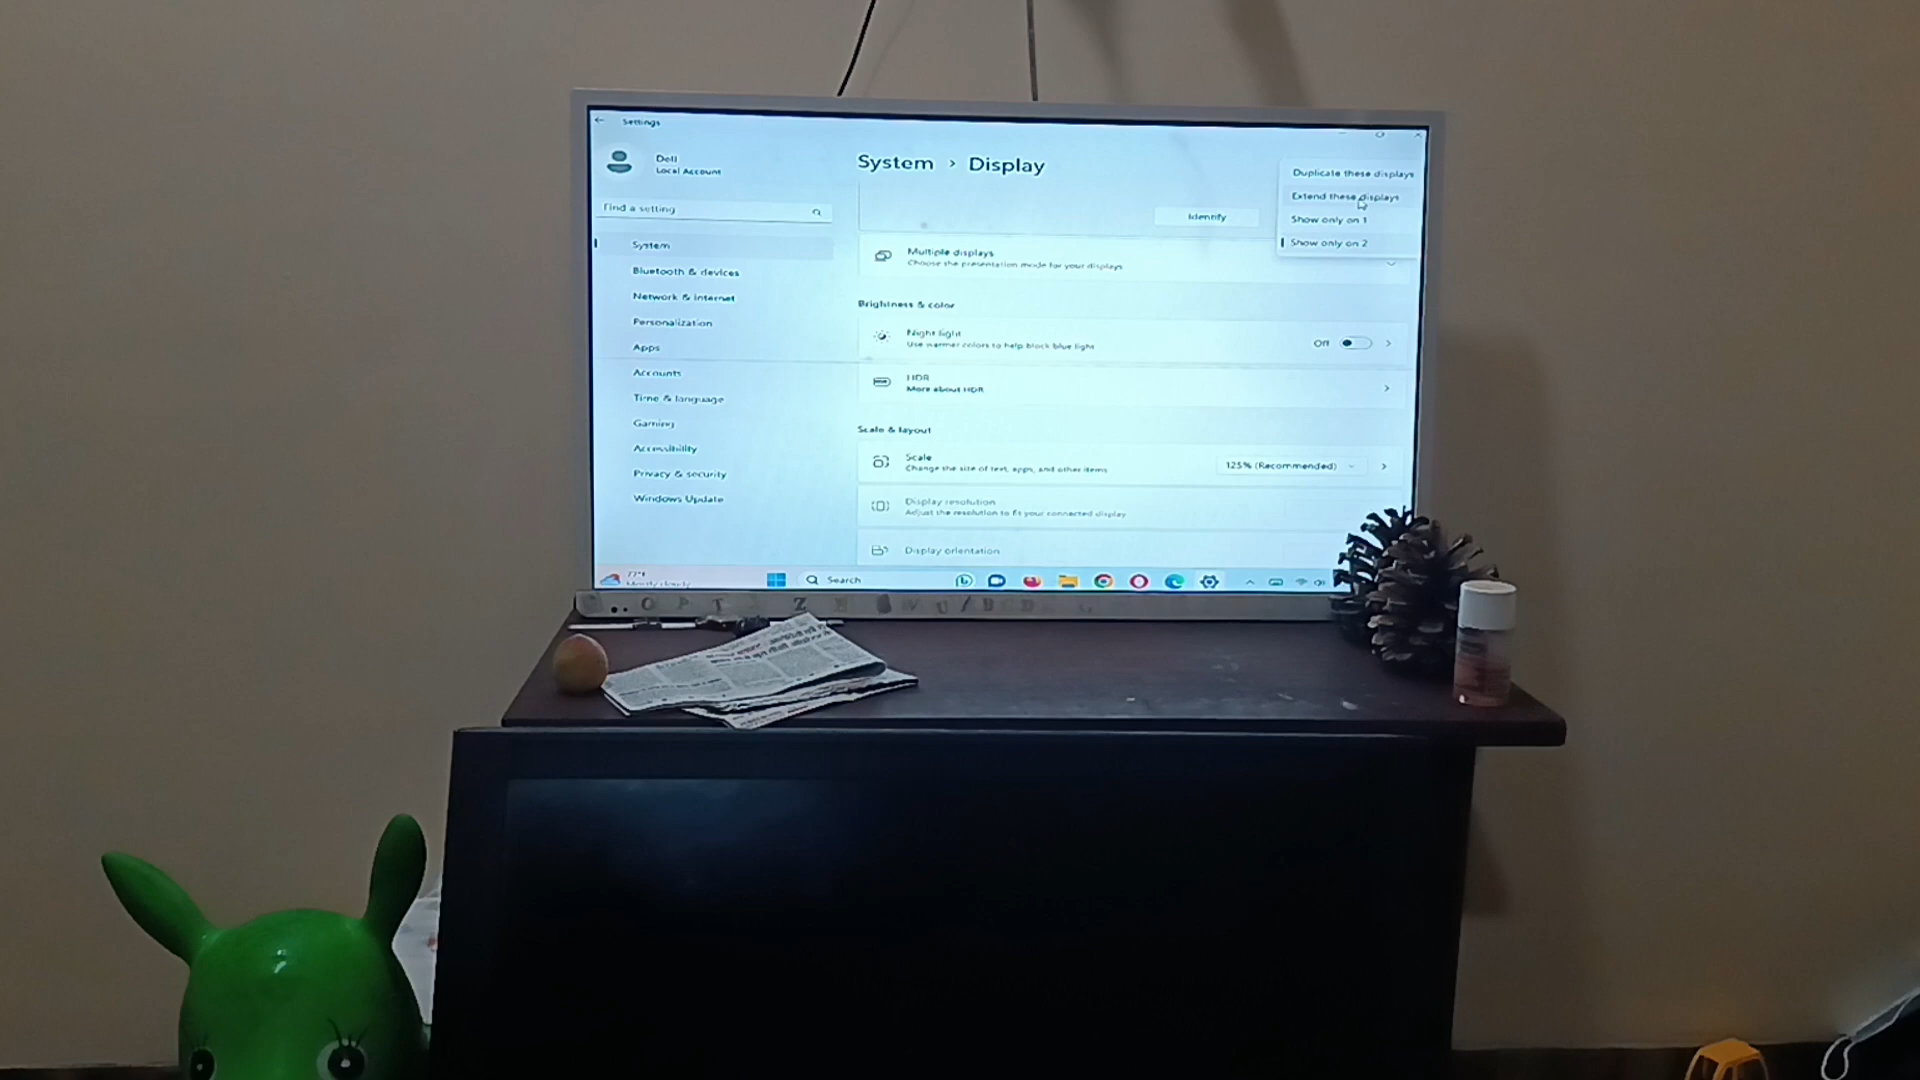 Settings
Dell
Local Account
System > Display
Duplicate these displays
Find a setting
Extend these displays
Identify
Show only on 1
System
Show only on 2
Multiple displays
Choose the presentation mode for your displays
Bluetooth & devices
Network & internet
Brightness & color
Personalization
Night light
Use warmer colors to help block blue light
Off
Apps
HDR
More about HDR
Accounts
Time & language
Gaming
Scale & layout
Accessibility
Scale
Change the size of text, apps, and other items
125% (Recommended)
Privacy & security
Windows Update
Display resolution
Adjust the resolution to fit your connected display
Display orientation
77°F
Mostly cloudy
Search
O P T Z